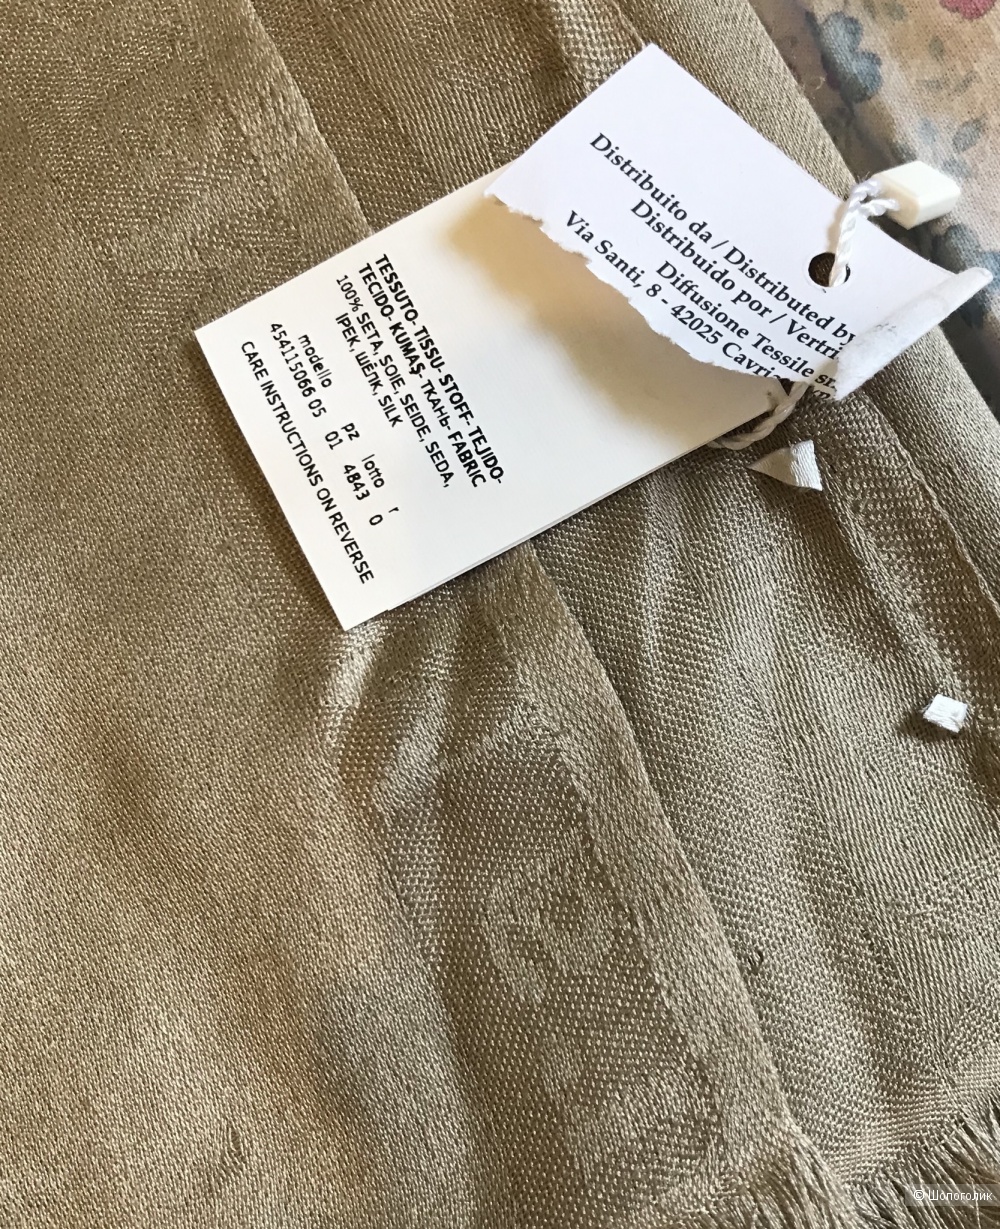 Distribuito da / Distributed by
Distribuido por /
Diffusione Tessile
Via Santi, 8 - 42025
TESSUTO- TISSU- STOFF- TEJIDO-
TECIDO- KUMAŞ- ТКАНЬ- FABRIC
100% SETA, SOIE, SEIDE, SEDA,
IPEK, ШЁЛК, SILK
modello pz lotto r
454115066 05 01 4843 0
CARE INSTRUCTIONS ON REVERSE
© Шопоголик